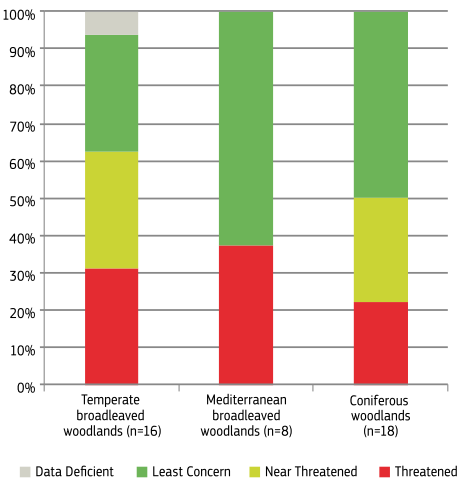 100%
90%
80%
70%
60%
50%
40%
30%
20%
10%
0%
Temperate
broadleaved
woodlands (n=16)
Mediterranean
broadleaved
woodlands (n=8)
Coniferous
woodlands
(n=18)
Data Deficient
Least Concern
Near Threatened
Threatened